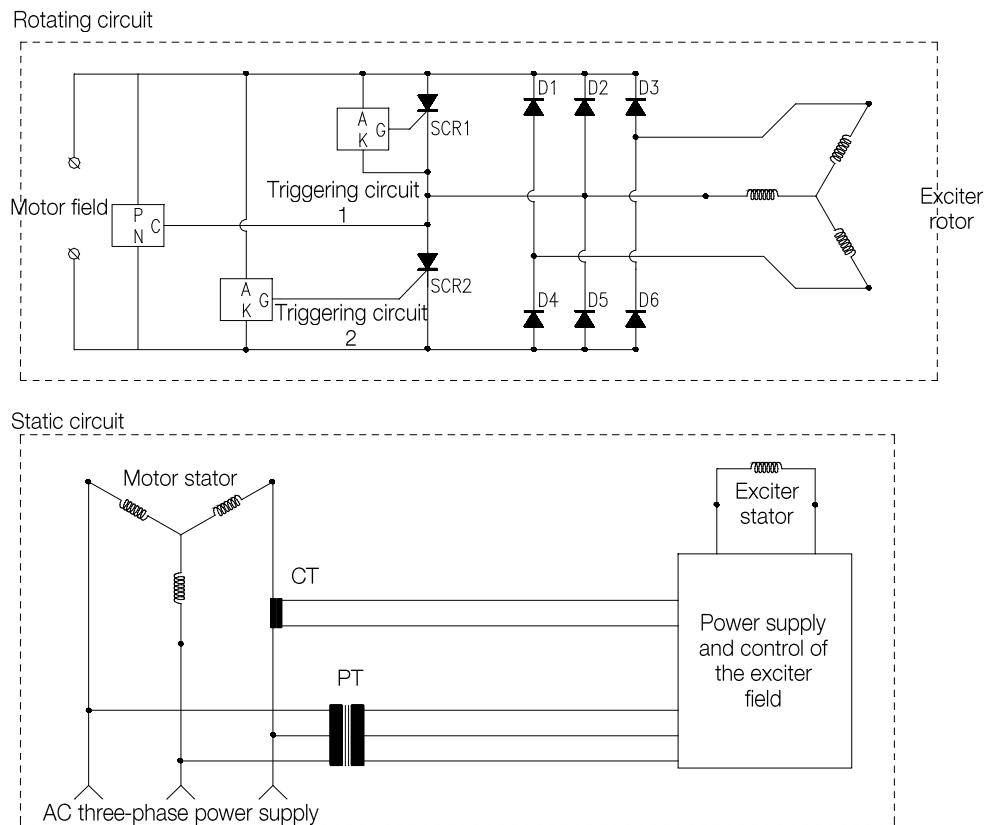 Rotating circuit
D1
D2
D3
A
K
G
SCR1
Triggering circuit
1
Motor field
P
N
C
Exciter
rotor
SCR2
A
K
G
Triggering circuit
2
D4
D5
D6
Static circuit
Motor stator
Exciter
stator
CT
Power supply
and control of
the exciter
field
PT
AC three-phase power supply